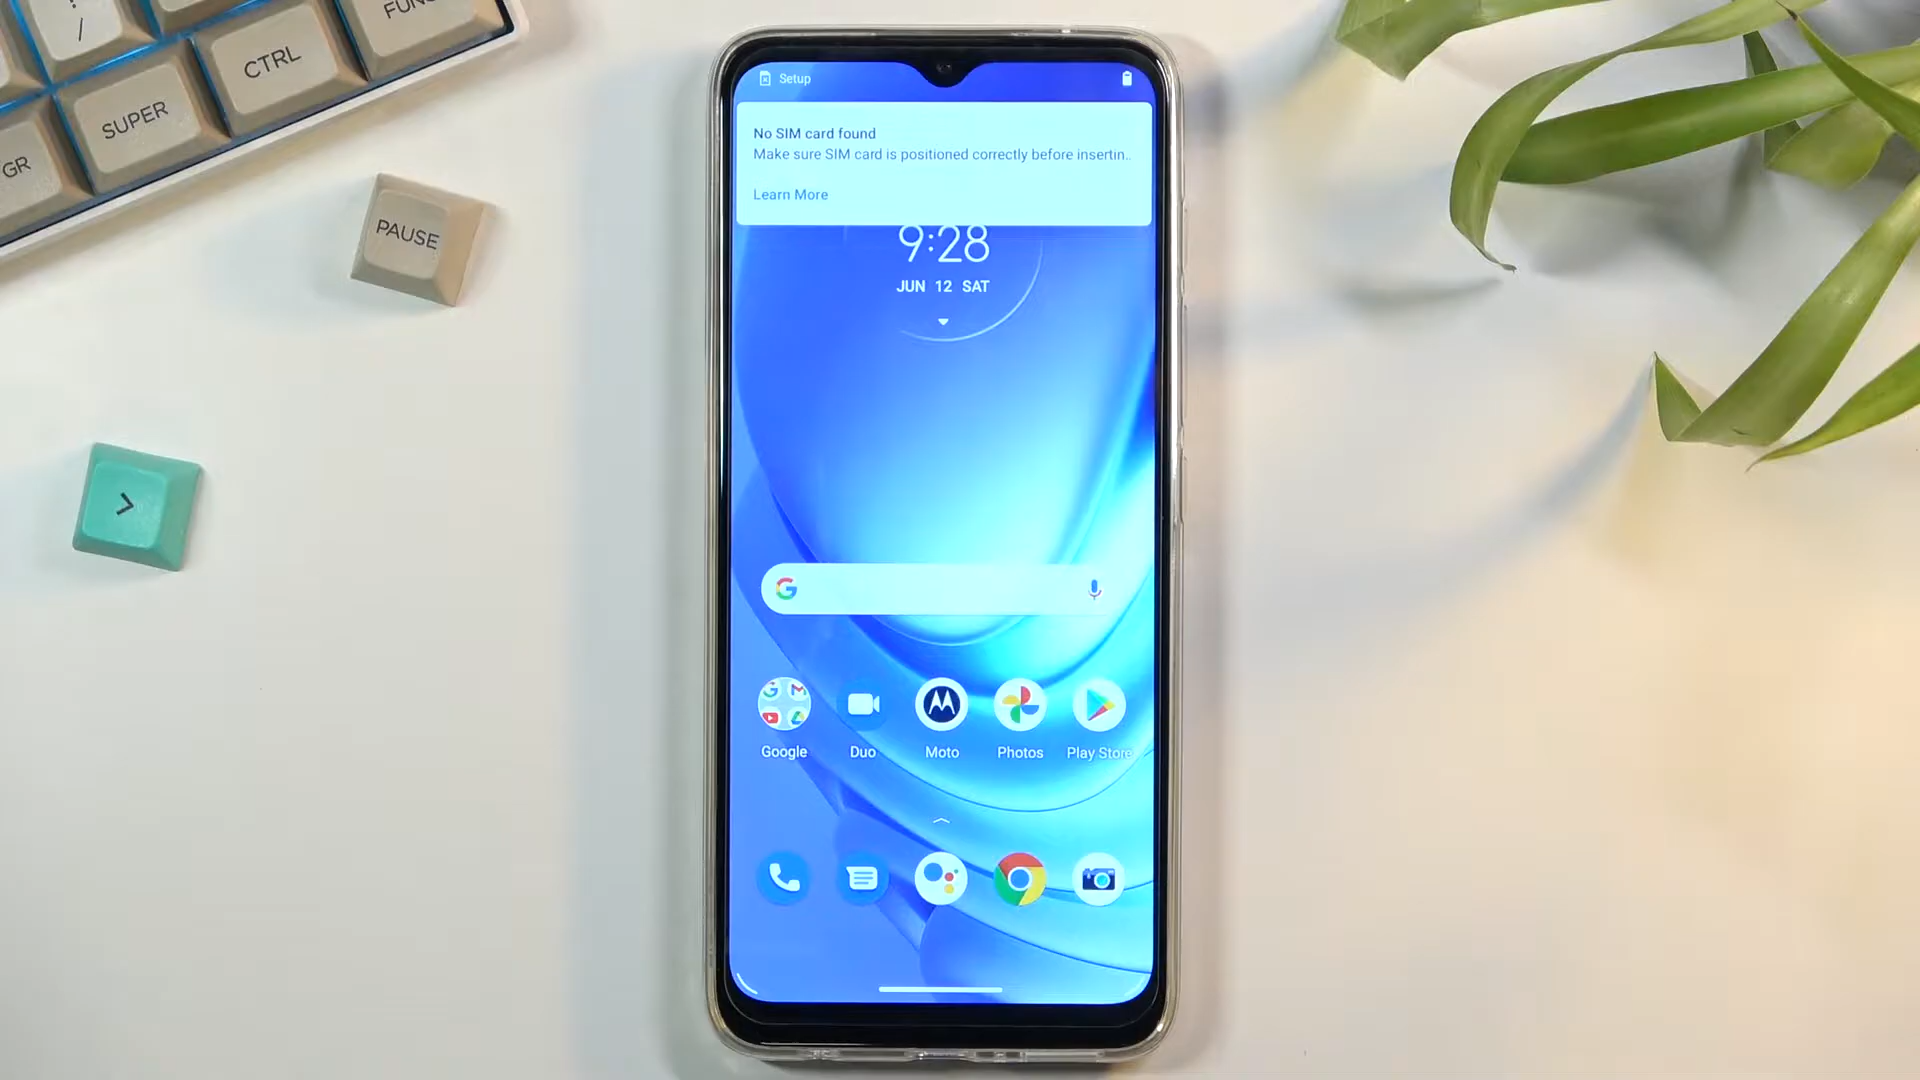 ! /
FUN
CTRL
SUPER
GR
PAUSE
>
Setup
No SIM card found
Make sure SIM card is positioned correctly before insertin..
Learn More
9:28
JUN 12 SAT
G
Google
Duo
Moto
Photos
Play Store